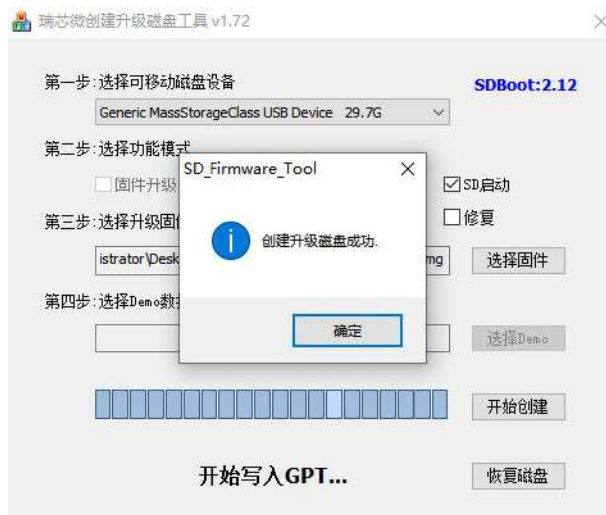 瑞芯微创建升级磁盘工具 v1.72
第一步:选择可移动磁盘设备
SDBoot:2.12
Generic MassStorageClass USB Device 29.7G
第二步:选择功能模式
SD_Firmware_Tool
固件升级
SD启动
修复
第三步:选择升级固
创建升级磁盘成功.
istrator\Desk
mg
选择固件
第四步:选择Demo数
确定
选择Demo
开始创建
开始写入GPT...
恢复磁盘